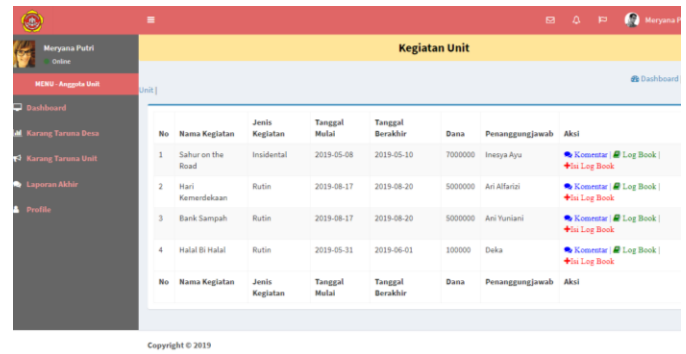 Meryana P
Meryana Putri
Online
Kegiatan Unit
MENU - Anggota Unit
Dashboard |
Unit |
Dashboard
Karang Taruna Desa
Karang Taruna Unit
Laporan Akhir
Profile
No Nama Kegiatan Jenis Kegiatan Tanggal Mulai Tanggal Berakhir Dana Penanggungjawab Aksi
1 Sahur on the Road Insidental 2019-05-08 2019-05-10 7000000 Inesya Ayu Komentar | Log Book | Isi Log Book
2 Hari Kemerdekaan Rutin 2019-08-17 2019-08-20 5000000 Ari Alfarizi Komentar | Log Book | Isi Log Book
3 Bank Sampah Rutin 2019-08-17 2019-08-20 5000000 Ani Yuniani Komentar | Log Book | Isi Log Book
4 Halal Bi Halal Rutin 2019-05-31 2019-06-01 100000 Deka Komentar | Log Book | Isi Log Book
No Nama Kegiatan Jenis Kegiatan Tanggal Mulai Tanggal Berakhir Dana Penanggungjawab Aksi
Copyright © 2019